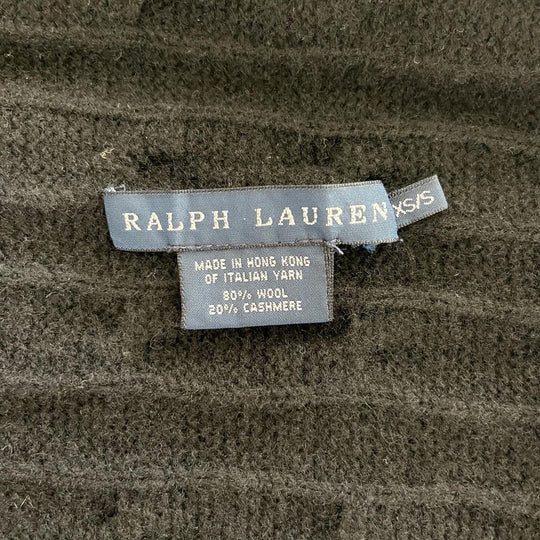 RALPH LAUREN
XS/S
MADE IN HONG KONG
OF ITALIAN YARN
80% WOOL
20% CASHMERE